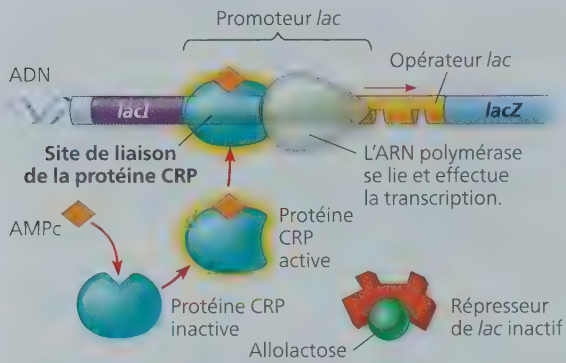 Promoteur lac
Opérateur lac
ADN
lacI
lacZ
Site de liaison
de la protéine CRP
L'ARN polymérase
se lie et effectue
la transcription.
AMPc
Protéine
CRP
active
Protéine CRP
inactive
Répresseur
de lac inactif
Allolactose